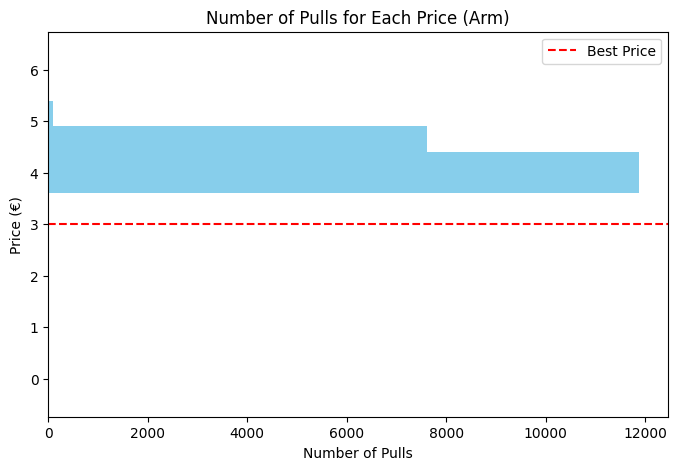 Number of Pulls for Each Price (Arm)
Best Price
6
5
4
3
2
1
0
Price (€)
0 2000 4000 6000 8000 10000 12000
Number of Pulls